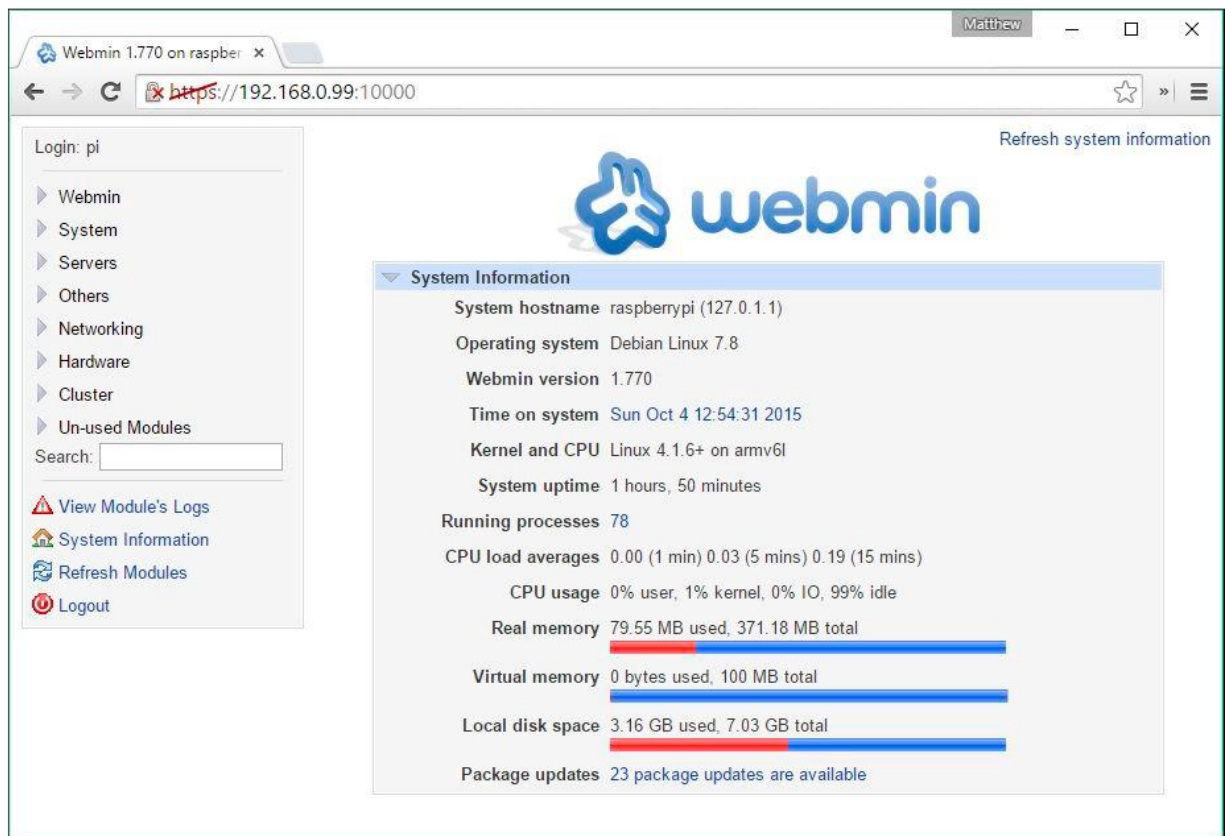 Matthew
Webmin 1.770 on raspber
https://192.168.0.99:10000
Login: pi
Webmin
System
Servers
Others
Networking
Hardware
Cluster
Un-used Modules
Search:
View Module's Logs
System Information
Refresh Modules
Logout
Refresh system information
webmin
System Information
System hostname raspberrypi (127.0.1.1)
Operating system Debian Linux 7.8
Webmin version 1.770
Time on system Sun Oct 4 12:54:31 2015
Kernel and CPU Linux 4.1.6+ on armv6l
System uptime 1 hours, 50 minutes
Running processes 78
CPU load averages 0.00 (1 min) 0.03 (5 mins) 0.19 (15 mins)
CPU usage 0% user, 1% kernel, 0% IO, 99% idle
Real memory 79.55 MB used, 371.18 MB total
Virtual memory 0 bytes used, 100 MB total
Local disk space 3.16 GB used, 7.03 GB total
Package updates 23 package updates are available